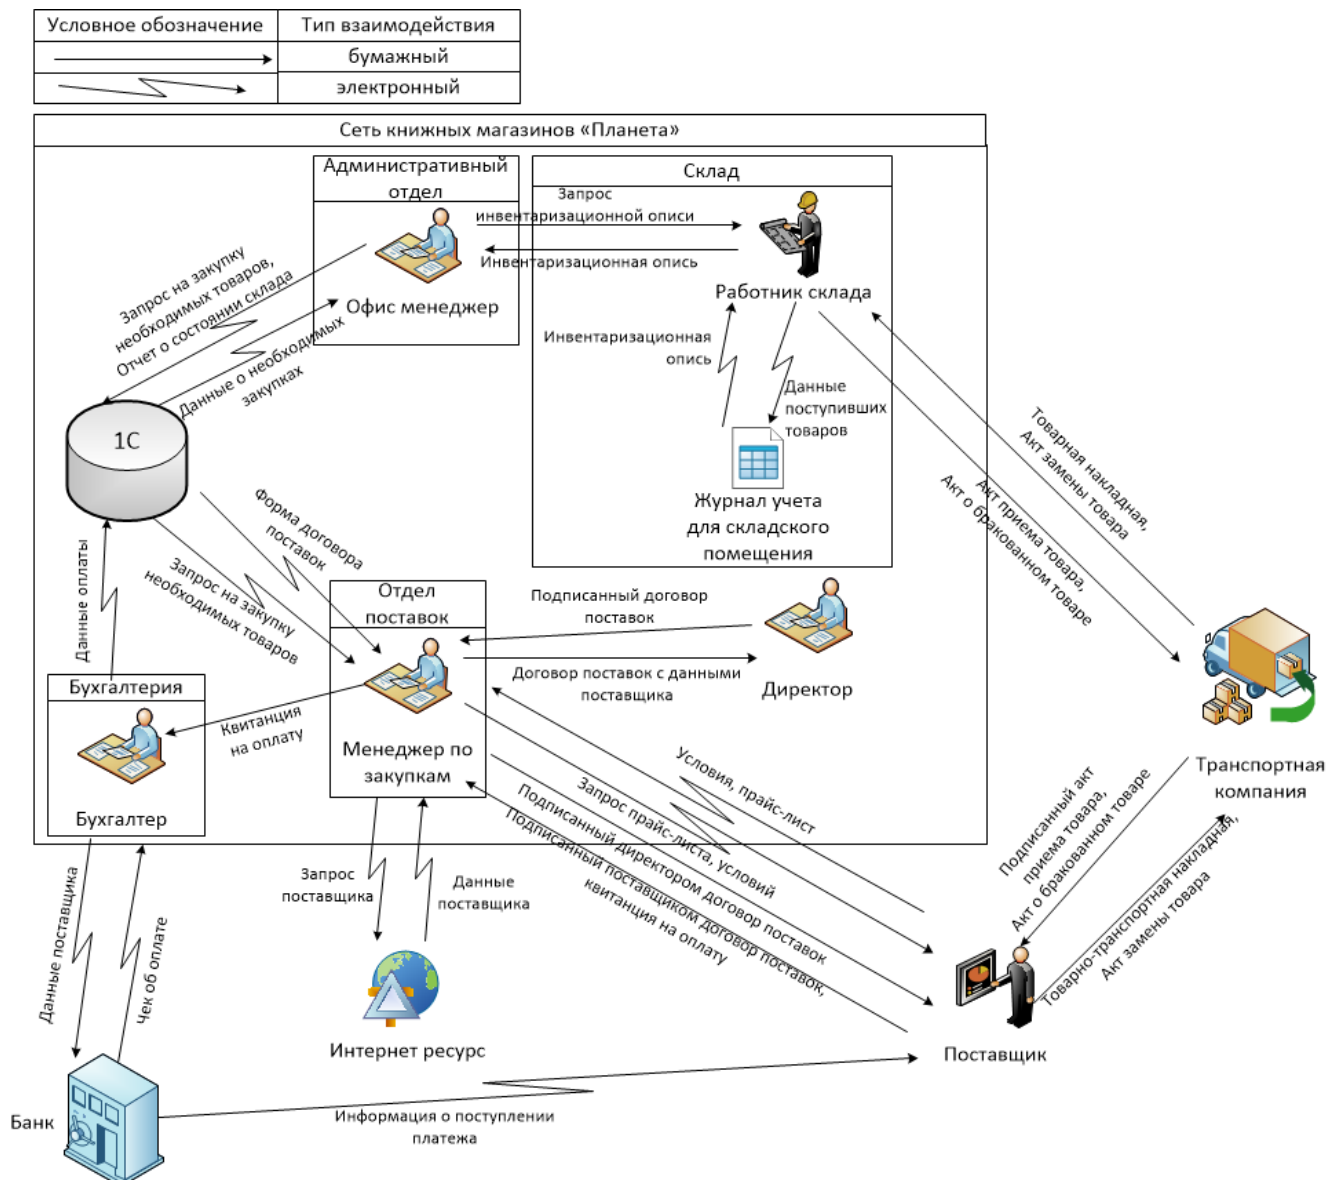 Условное обозначение
Тип взаимодействия
бумажный
электронный
Сеть книжных магазинов «Планета»
Административный
отдел
Офис менеджер
Склад
Запрос
инвентаризационной описи
Инвентаризационная опись
Работник склада
Инвентаризационная
опись
Данные
поступивших
товаров
Журнал учета
для складского
помещения
Запрос на закупку
необходимых товаров,
Отчет о состоянии склада
Данные о необходимых
закупках
1С
Форма договора
поставок
Запрос на закупку
необходимых товаров
Данные оплаты
Отдел
поставок
Менеджер по
закупкам
Подписанный договор
поставок
Договор поставок с данными
поставщика
Директор
Бухгалтерия
Бухгалтер
Квитанция
на оплату
Товарная накладная,
Акт замены товара
Акт приема товара,
Акт о бракованном товаре
Транспортная
компания
Условия, прайс-лист
Запрос прайс-листа, условий
Подписанный директором договор поставок
Подписанный поставщиком договор поставок,
квитанция на оплату
Подписанный акт
приема товара,
Акт о бракованном товаре
Товарно-транспортная накладная,
Акт замены товара
Запрос
поставщика
Данные
поставщика
Интернет ресурс
Поставщик
Данные поставщика
Чек об оплате
Банк
Информация о поступлении
платежа